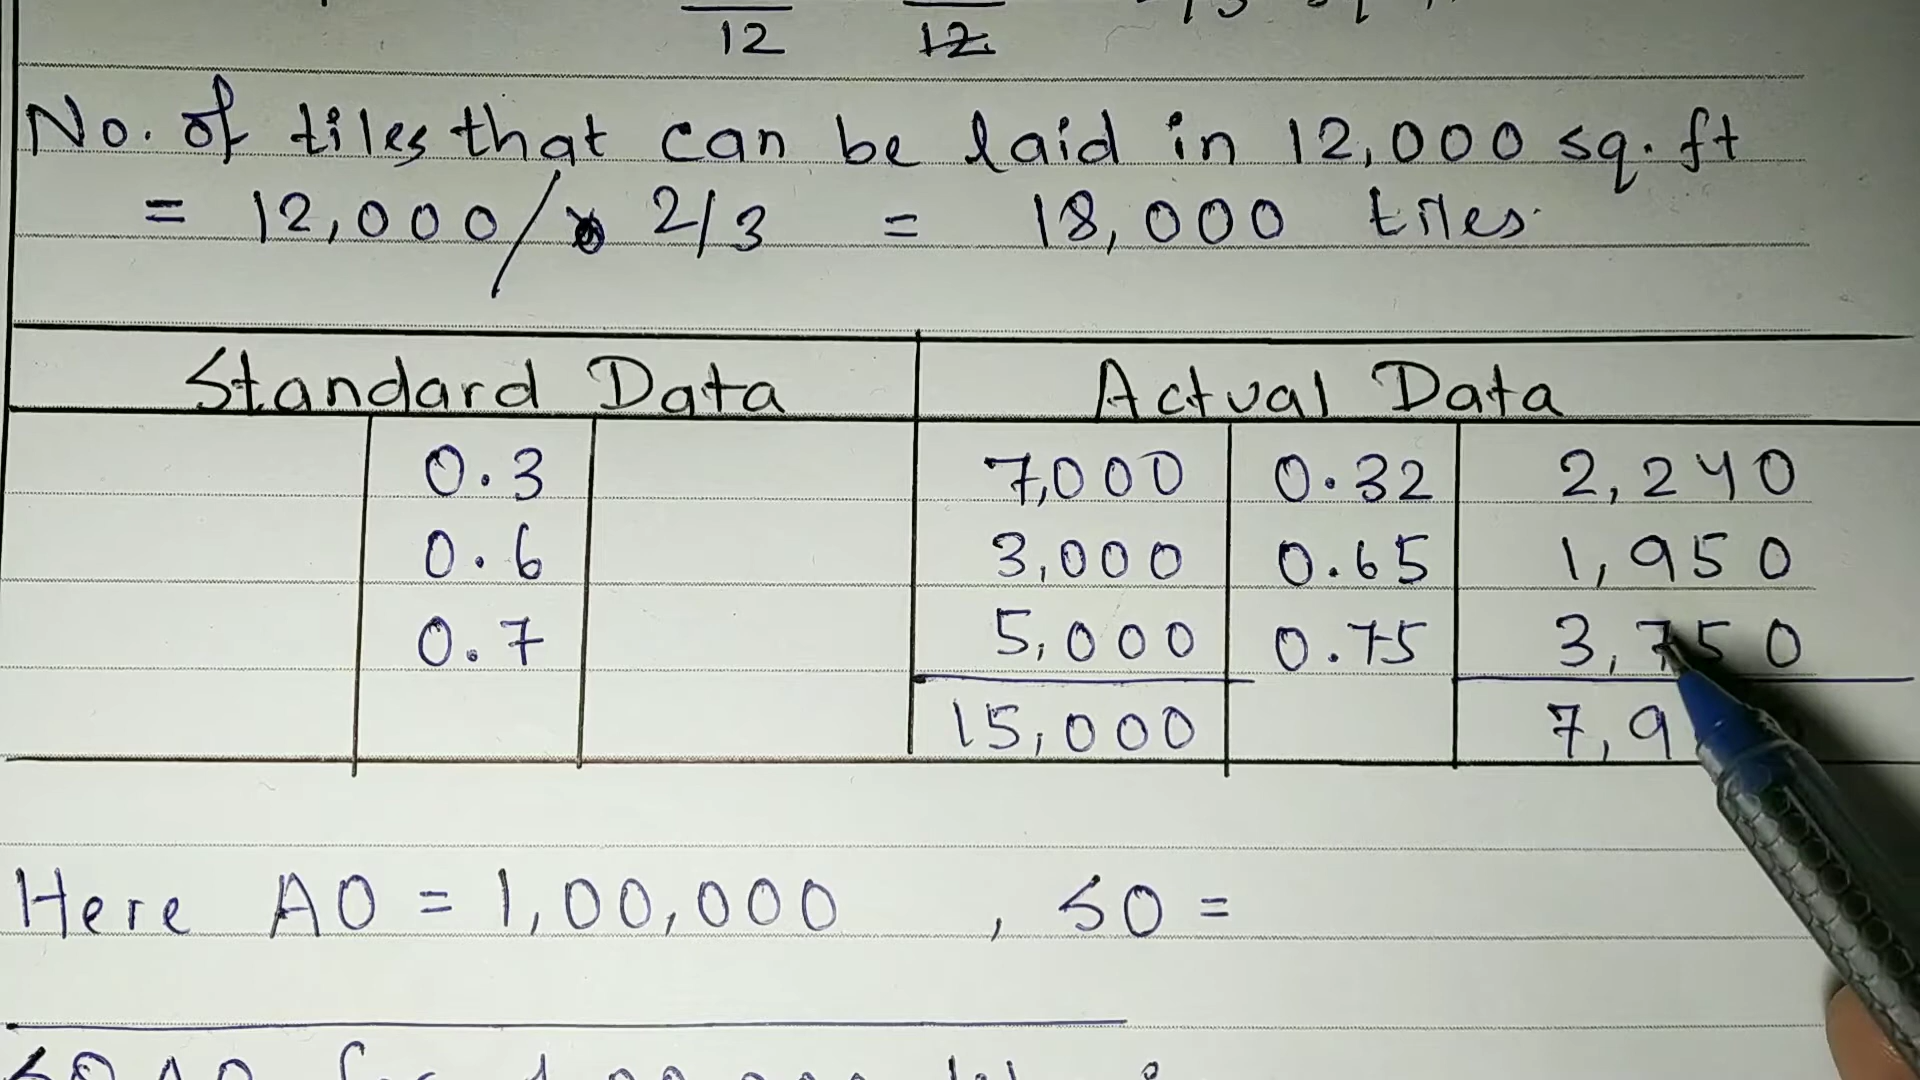 12 12
No. of tiles that can be laid in 12,000 sq.ft
= 12,000 / 2/3 = 18,000 tiles.
Standard Data Actual Data
0.3 7,000 0.32 2,240
0.6 3,000 0.65 1,950
0.7 5,000 0.75 3,750
15,000 7,9
Here AO = 1,00,000 , SO =